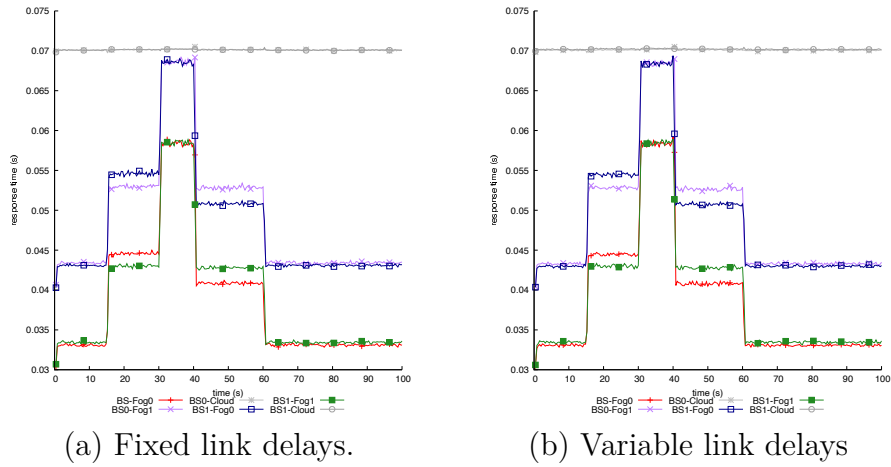 0.075
0.07
0.065
0.06
0.055
0.05
0.045
0.04
0.035
0.03
response time (s)
0 10 20 30 40 50 60 70 80 90 100
time (s)
BS-Fog0 BS0-Cloud BS1-Fog1
BS0-Fog1 BS1-Fog0 BS1-Cloud
(a) Fixed link delays.
0.075
0.07
0.065
0.06
0.055
0.05
0.045
0.04
0.035
0.03
response time (s)
0 10 20 30 40 50 60 70 80 90 100
time (s)
BS-Fog0 BS0-Cloud BS1-Fog1
BS0-Fog1 BS1-Fog0 BS1-Cloud
(b) Variable link delays